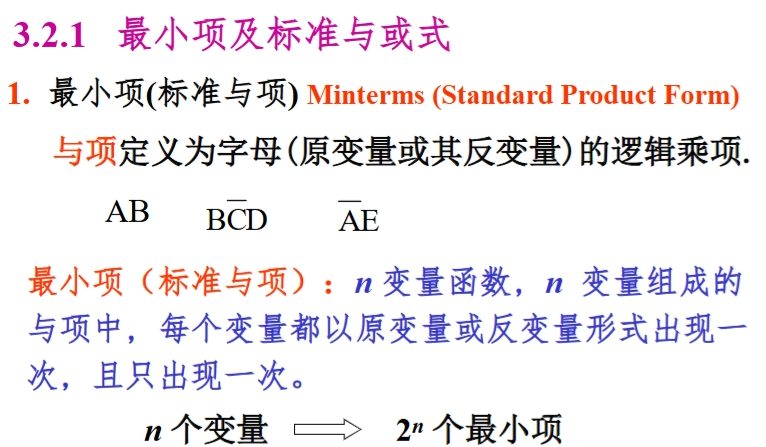 3.2.1 最小项及标准与或式
1. 最小项(标准与项) Minterms (Standard Product Form)
与项定义为字母(原变量或其反变量)的逻辑乘项.
AB BC̅D A̅E
最小项（标准与项）：n 变量函数，n 变量组成的
与项中，每个变量都以原变量或反变量形式出现一
次，且只出现一次。
n 个变量 ⇒ 2ⁿ 个最小项